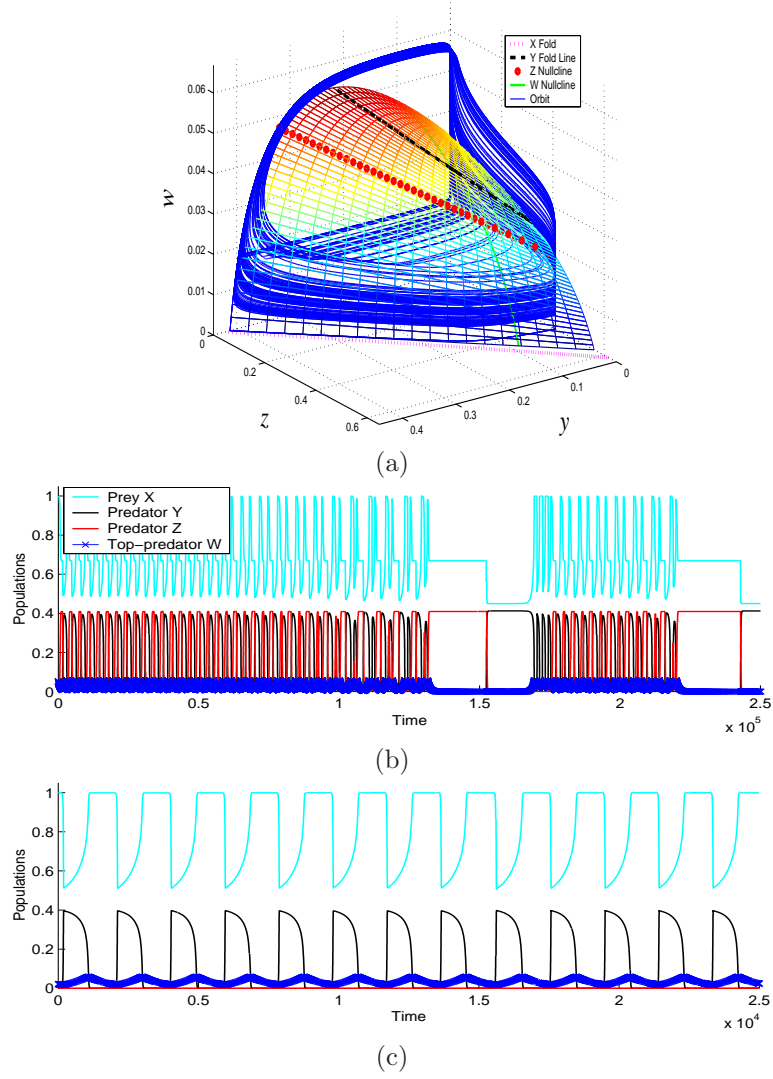 X Fold
Y Fold Line
Z Nullcline
W Nullcline
Orbit
0.06
0.05
0.04
0.03
0.02
0.01
0
w
0
0.2
0.4
0.6
z
0.4
0.3
0.2
0.1
0
y
(a)
Prey X
Predator Y
Predator Z
Top-predator W
1
0.8
0.6
0.4
0.2
0
Populations
0 0.5 1 1.5 2 2.5
Time
x 10^5
(b)
1
0.8
0.6
0.4
0.2
0
Populations
0 0.5 1 1.5 2 2.5
Time
x 10^4
(c)